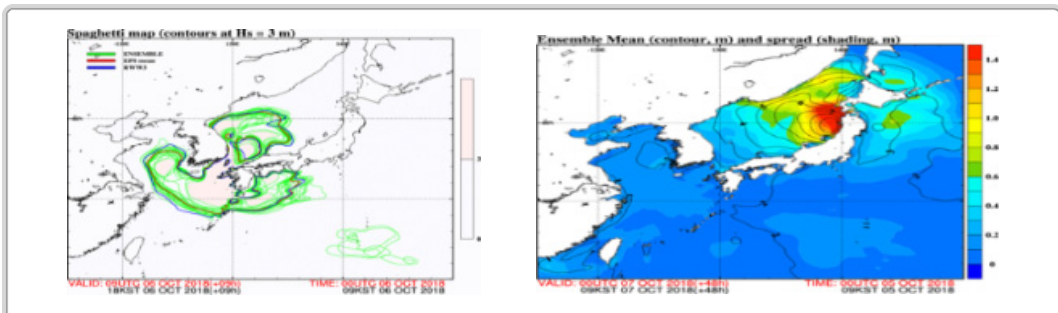 Spaghetti map (contours at Hs = 3 m)
ENSEMBLE
EPS mean
KWW3
VALID: 09UTC 06 OCT 2018(+09h) TIME: 00UTC 06 OCT 2018
18KST 06 OCT 2018(+09h) 09KST 06 OCT 2018
Ensemble Mean (contour, m) and spread (shading, m)
1.4
1.2
1.0
0.8
0.6
0.4
0.2
0
VALID: 00UTC 07 OCT 2018(+48h) TIME: 00UTC 05 OCT 2018
09KST 07 OCT 2018(+48h) 09KST 05 OCT 2018